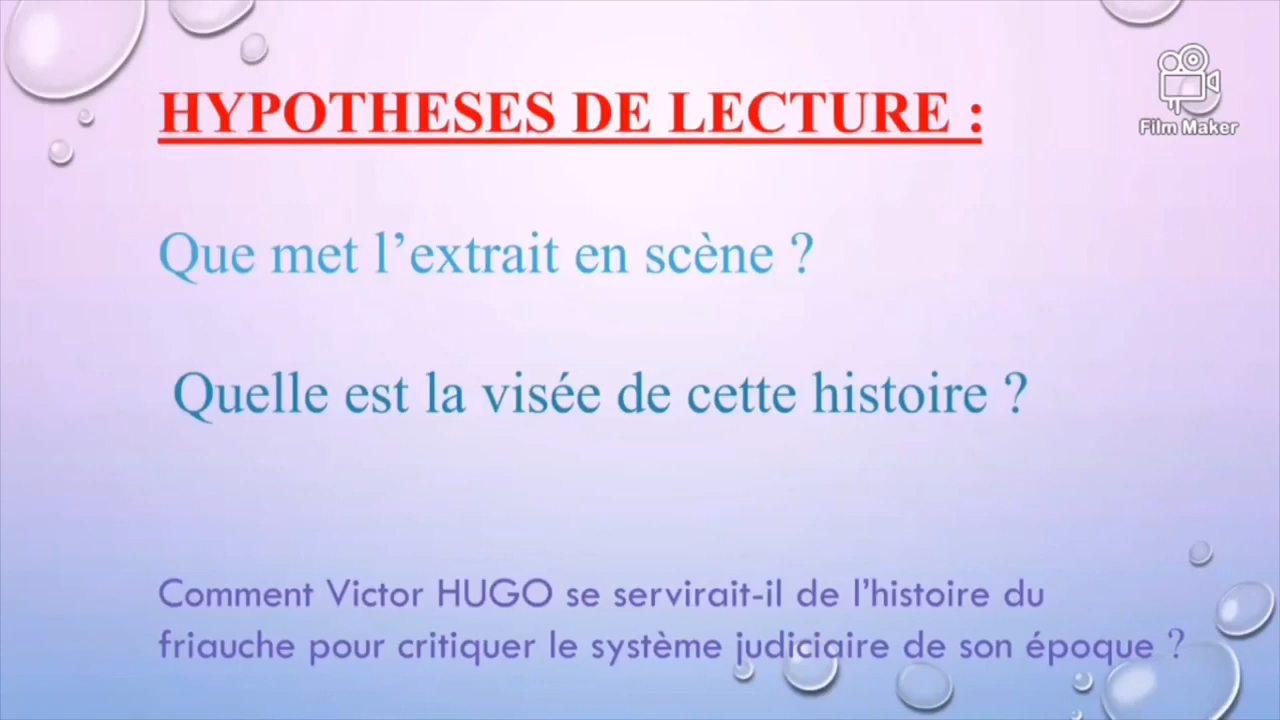 HYPOTHESES DE LECTURE :
Film Maker
Que met l’extrait en scène ?
Quelle est la visée de cette histoire ?
Comment Victor HUGO se servirait-il de l’histoire du
friauche pour critiquer le système judiciaire de son époque ?